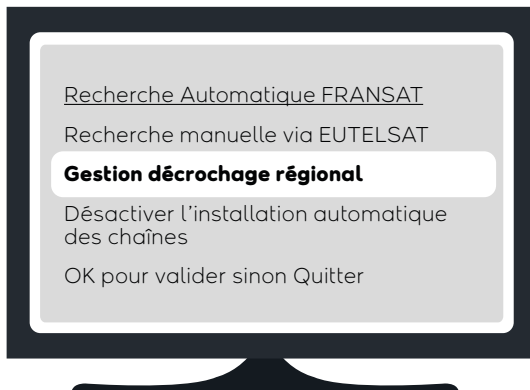 Recherche Automatique FRANSAT
Recherche manuelle via EUTELSAT
Gestion décrochage régional
Désactiver l'installation automatique
des chaînes
OK pour valider sinon Quitter